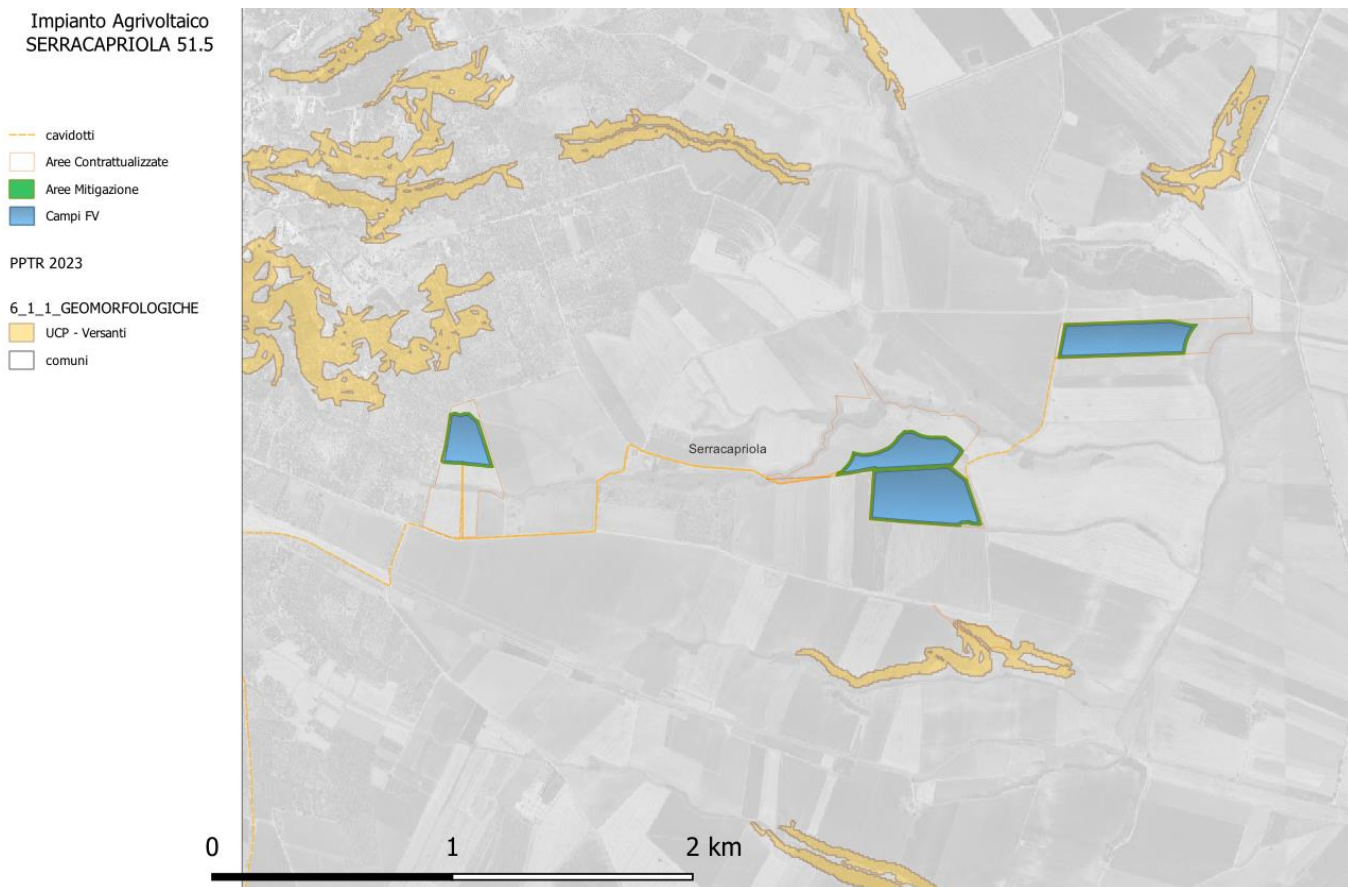 Impianto Agrivoltaico
SERRACAPRIOLA 51.5
cavidotti
Aree Contrattualizzate
Aree Mitigazione
Campi FV
PPTR 2023
6_1_1_GEOMORFOLOGICHE
UCP - Versanti
comuni
Serracapriola
0 1 2 km